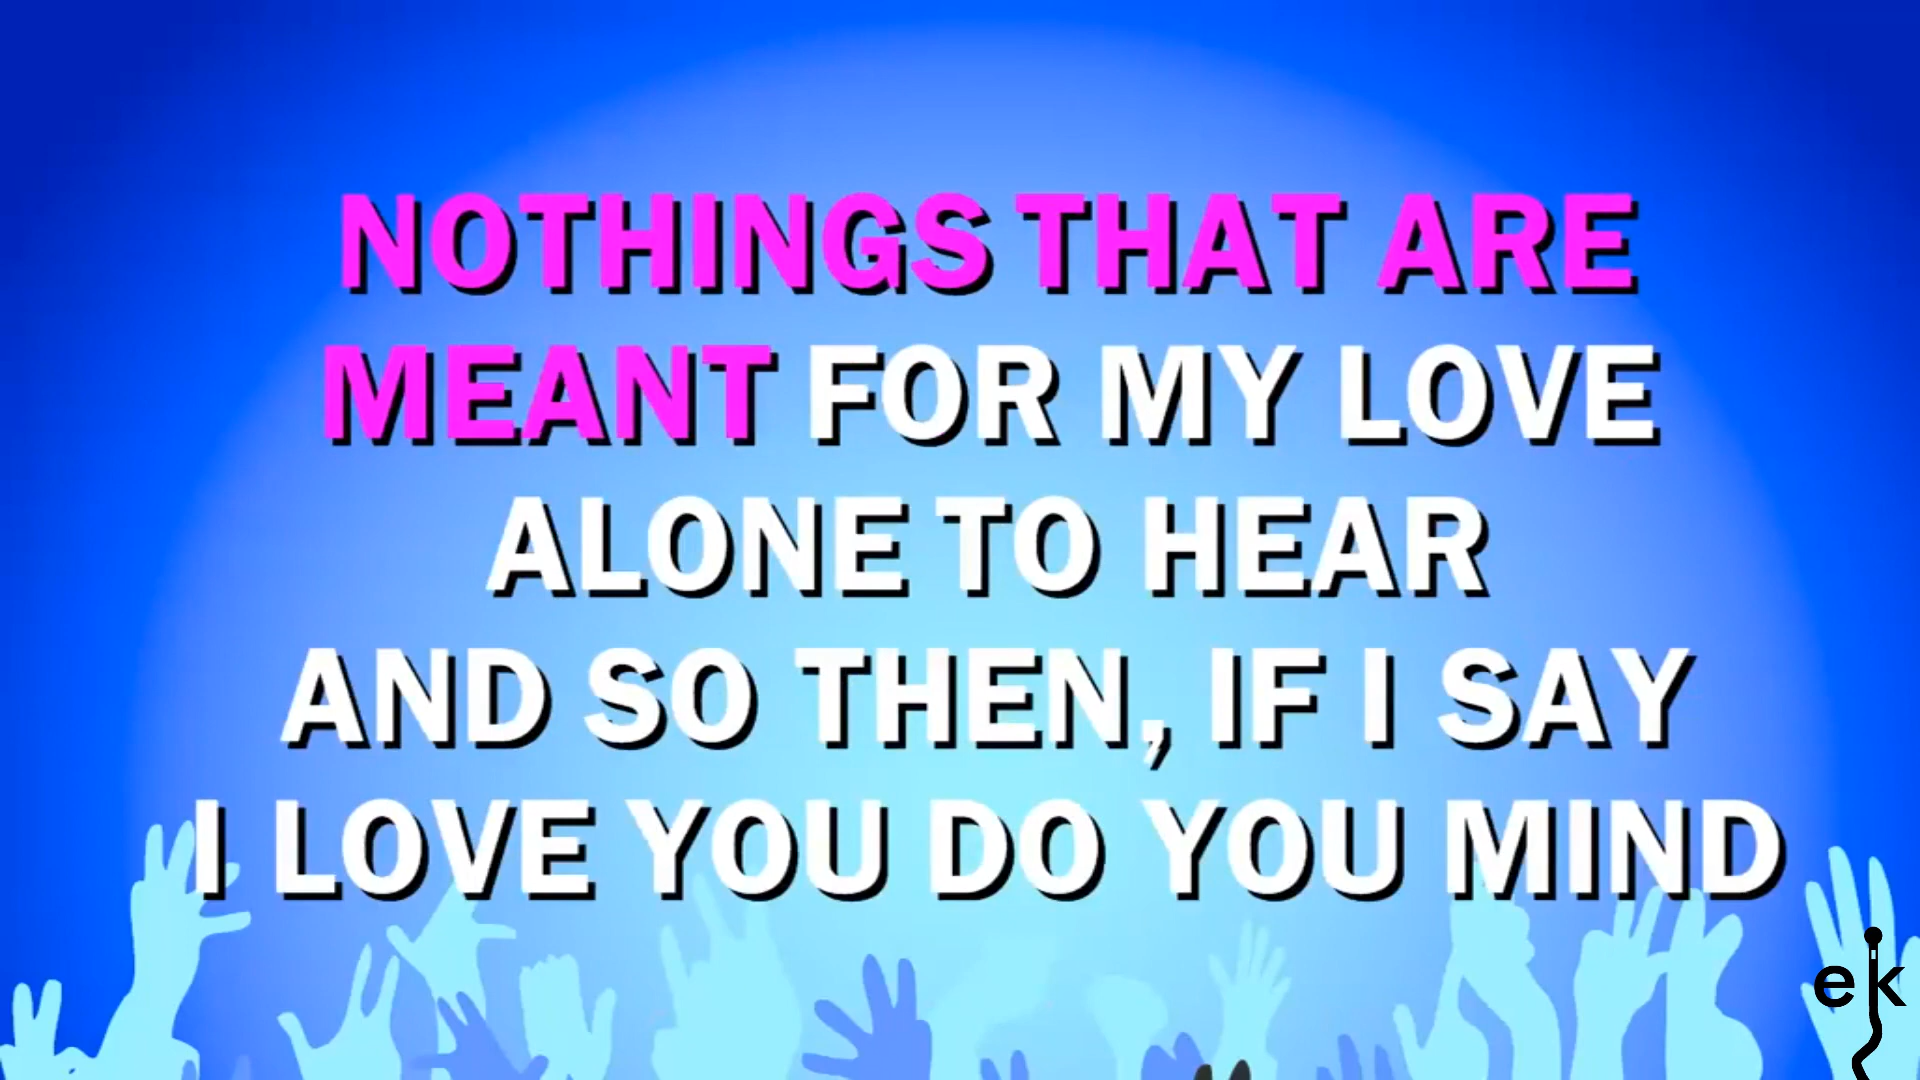 NOTHINGS THAT ARE
MEANT FOR MY LOVE
ALONE TO HEAR
AND SO THEN, IF I SAY
I LOVE YOU DO YOU MIND
ek